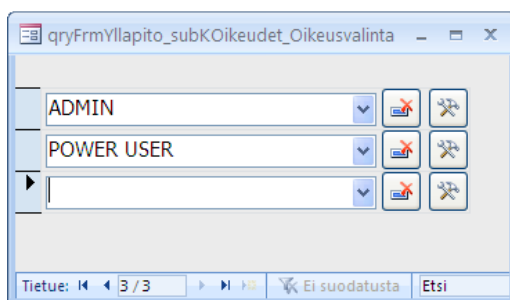 qryFrmYllapito_subKOikeudet_Oikeusvalinta
ADMIN
POWER USER
Tietue: 3 / 3 Ei suodatusta Etsi